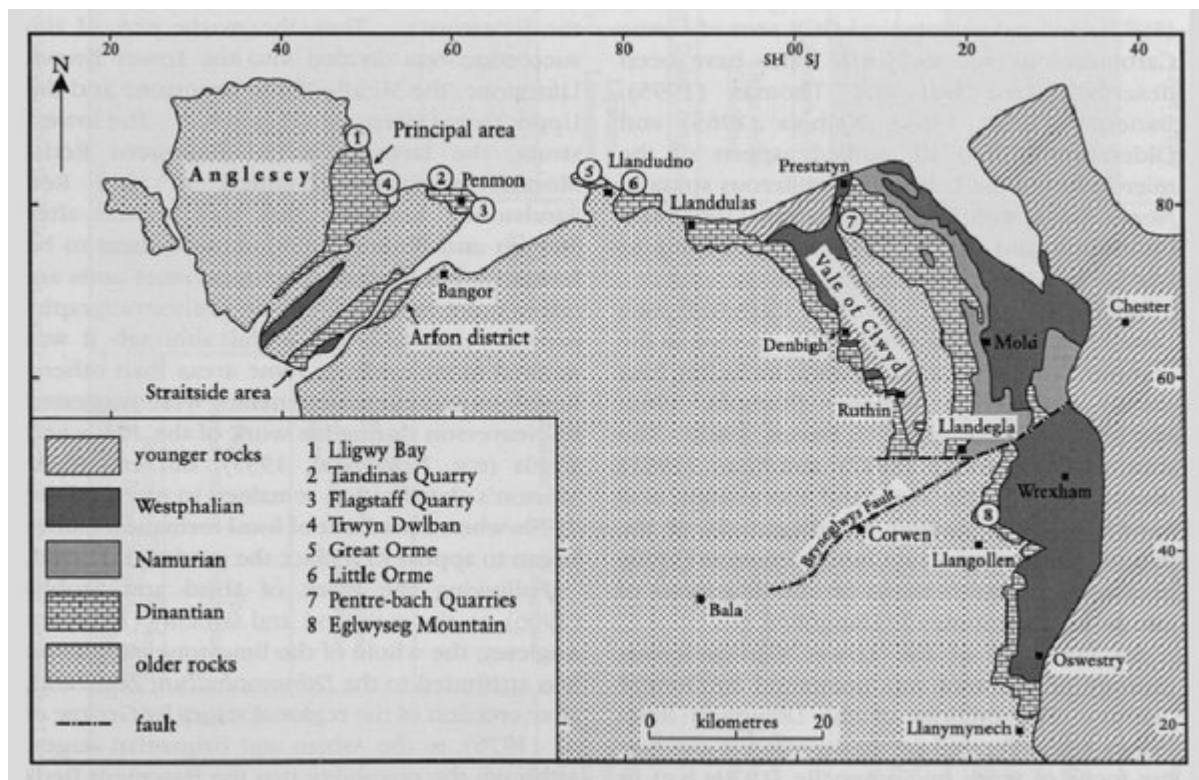 20
40
60
80
00
SH SJ
20
40
N
1
Principal area
Anglesey
4
2
Penmon
3
5
Llandudno
6
Llanddulas
Prestatyn
7
80
Bangor
Vale of Clwyd
Chester
Arfon district
Denbigh
Mold
Straitside area
Ruthin
60
Llandegla
Wrexham
8
Bryneglwys Fault
Corwen
Llangollen
40
Bala
Oswestry
Llanymynech
20
younger rocks
Westphalian
Namurian
Dinantian
older rocks
fault
1 Lligwy Bay
2 Tandinas Quarry
3 Flagstaff Quarry
4 Trwyn Dwlban
5 Great Orme
6 Little Orme
7 Pentre-bach Quarries
8 Eglwyseg Mountain
0 kilometres 20